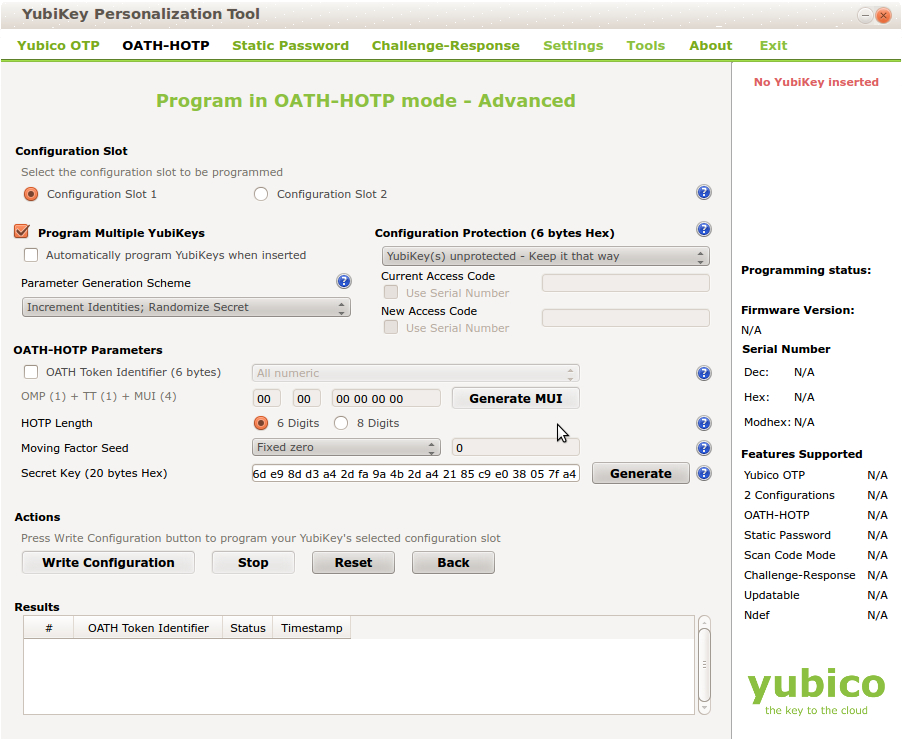 YubiKey Personalization Tool
Yubico OTP OATH-HOTP Static Password Challenge-Response Settings Tools About Exit
No YubiKey inserted
Program in OATH-HOTP mode - Advanced
Configuration Slot
Select the configuration slot to be programmed
Configuration Slot 1 Configuration Slot 2 ?
Program Multiple YubiKeys
Automatically program YubiKeys when inserted
Parameter Generation Scheme ?
Increment Identities; Randomize Secret
Configuration Protection (6 bytes Hex) ?
YubiKey(s) unprotected - Keep it that way
Current Access Code
Use Serial Number
New Access Code
Use Serial Number
OATH-HOTP Parameters
OATH Token Identifier (6 bytes) All numeric ?
OMP (1) + TT (1) + MUI (4) 00 00 00 00 00 00 Generate MUI
HOTP Length 6 Digits 8 Digits ?
Moving Factor Seed Fixed zero 0 ?
Secret Key (20 bytes Hex) 6d e9 8d d3 a4 2d fa 9a 4b 2d a4 21 85 c9 e0 38 05 7f a4 Generate ?
Actions
Press Write Configuration button to program your YubiKey's selected configuration slot
Write Configuration Stop Reset Back
Results
# OATH Token Identifier Status Timestamp
Programming status:
Firmware Version:
N/A
Serial Number
Dec: N/A
Hex: N/A
Modhex: N/A
Features Supported
Yubico OTP N/A
2 Configurations N/A
OATH-HOTP N/A
Static Password N/A
Scan Code Mode N/A
Challenge-Response N/A
Updatable N/A
Ndef N/A
yubico
the key to the cloud